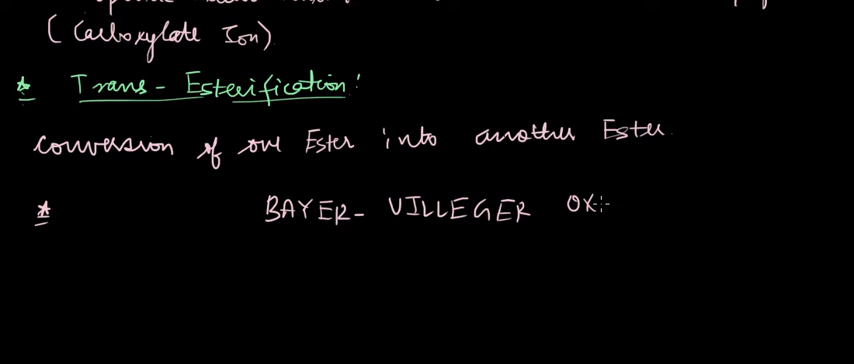 (Carboxylate Ion)
* Trans - Esterification:
conversion of one Ester into another Ester.
* BAYER - VILLEGER OX